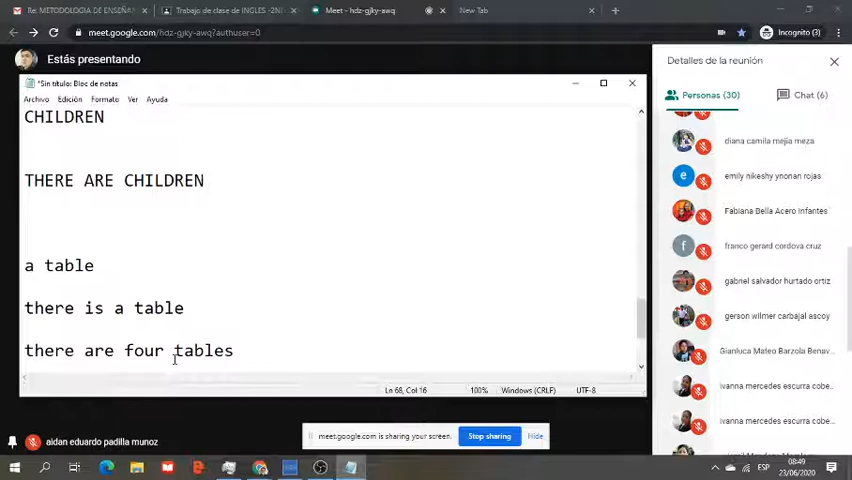 Re: METODOLOGIA DE ENSEÑAN
Trabajo de clase de INGLES -2ND
Meet - hdz-gjky-awq
New Tab
meet.google.com/hdz-gjky-awq?authuser=0
Incognito (3)
Estás presentando
Detalles de la reunión
*Sin título: Bloc de notas
Archivo Edición Formato Ver Ayuda
Personas (30)
Chat (6)
CHILDREN
THERE ARE CHILDREN
a table
there is a table
there are four tables
diana camila mejia meza
emily nikeshy ynonan rojas
Fabiana Bella Acero Infantes
franco gerard cordova cruz
gabriel salvador hurtado ortiz
gerson wilmer carbajal ascoy
Gianluca Mateo Barzola Benav...
ivanna mercedes escurra cobe...
ivanna mercedes escurra cobe...
Ln 68, Col 16
100%
Windows (CRLF)
UTF-8
aidan eduardo padilla munoz
meet.google.com is sharing your screen.
Stop sharing
Hide
ESP
08:49
23/06/2020